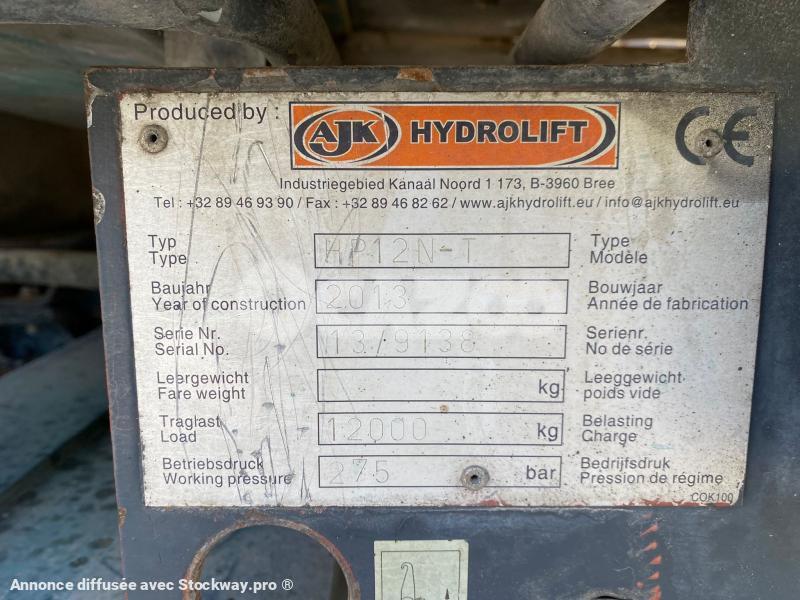 Produced by : AJK HYDROLIFT CE
Industriegebied Kanaäl Noord 1 173, B-3960 Bree
Tel : +32 89 46 93 90 / Fax : +32 89 46 82 62 / www.ajkhydrolift.eu / info@ajkhydrolift.eu
Typ Type
Type HP12N-T Modèle
Baujahr Bouwjaar
Year of construction 2013 Année de fabrication
Serie Nr. Serienr.
Serial No. 13/9138 No de série
Leergewicht Leeggewicht
Fare weight kg poids vide
Traglast Belasting
Load 12000 kg Charge
Betriebsdruck Bedrijfsdruk
Working pressure 275 bar Pression de régime
COK100
Annonce diffusée avec Stockway.pro ®